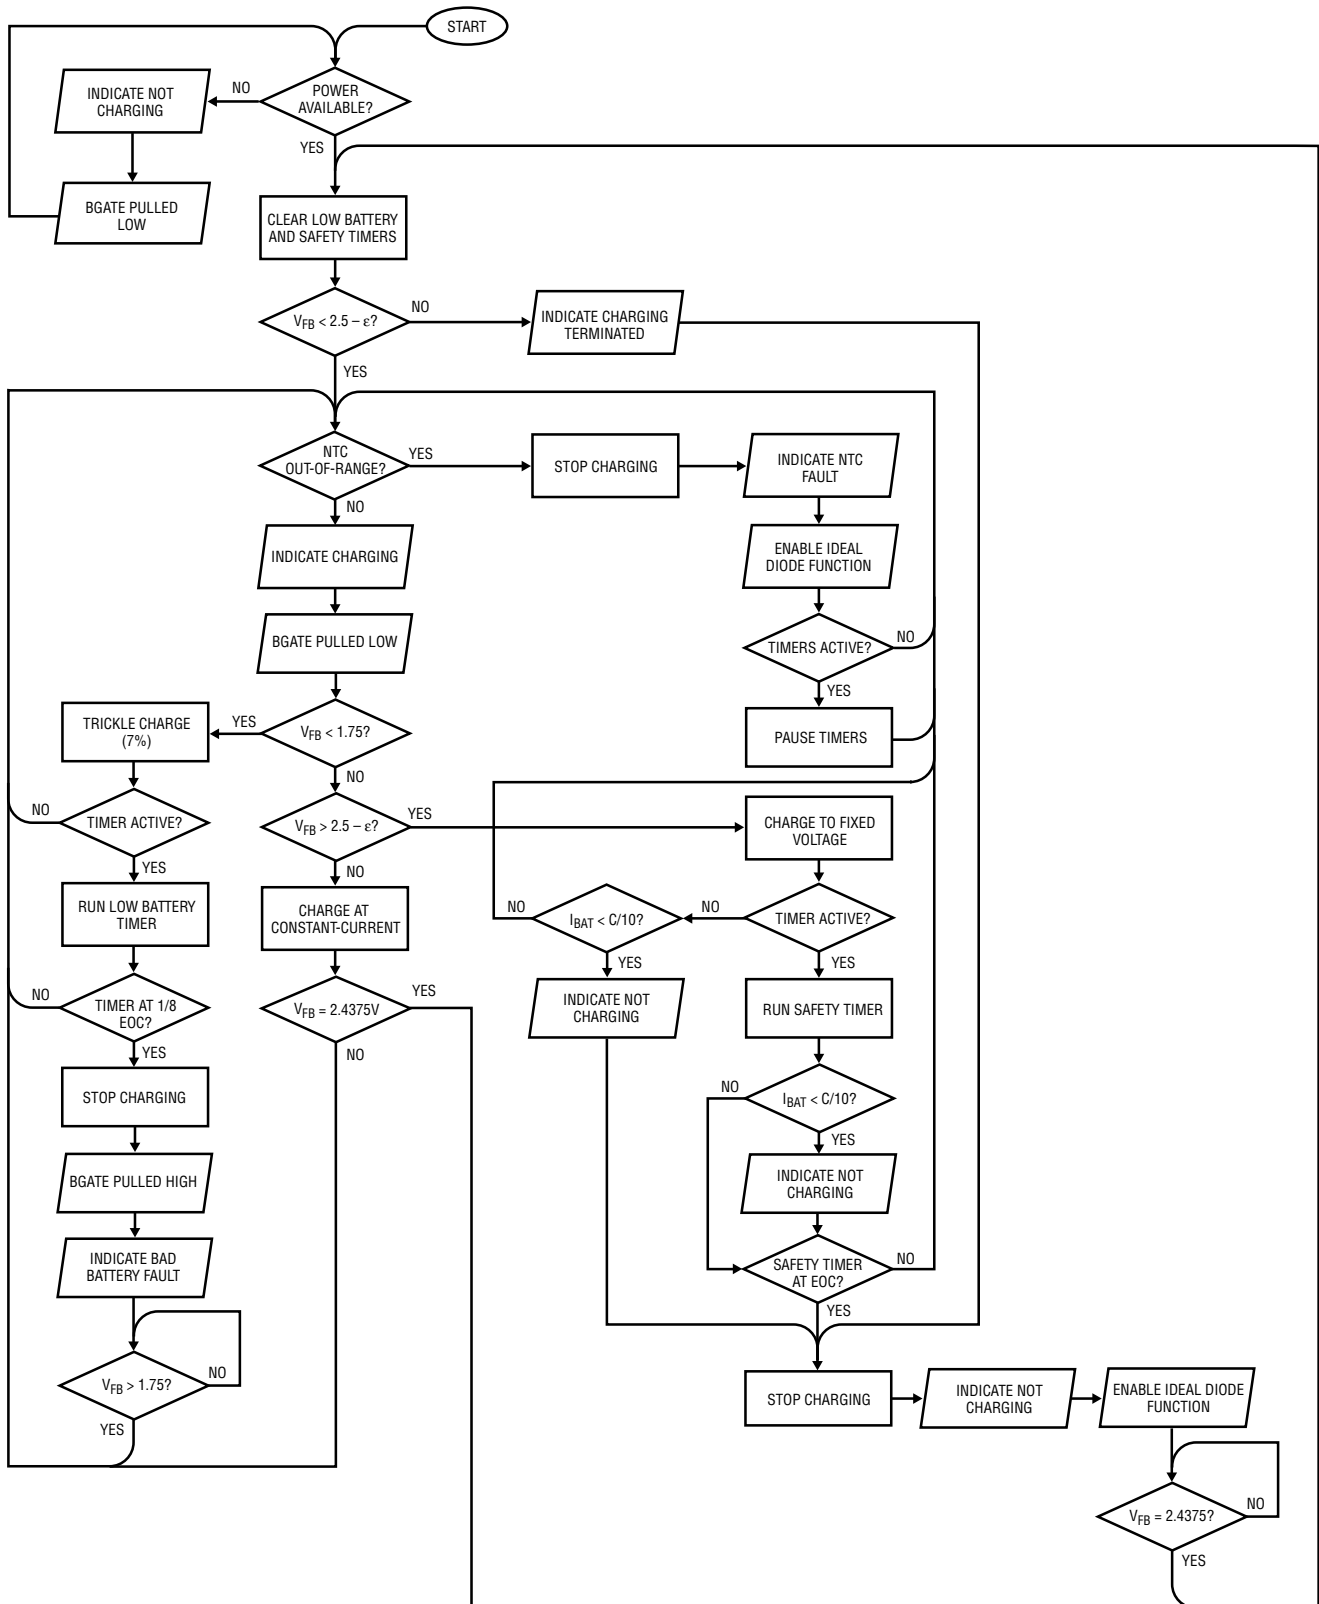 START
POWER
AVAILABLE?
NO
INDICATE NOT
CHARGING
YES
BGATE PULLED
LOW
CLEAR LOW BATTERY
AND SAFETY TIMERS
VFB < 2.5 – ε?
NO
INDICATE CHARGING
TERMINATED
YES
NTC
OUT-OF-RANGE?
YES
STOP CHARGING
INDICATE NTC
FAULT
NO
INDICATE CHARGING
ENABLE IDEAL
DIODE FUNCTION
BGATE PULLED LOW
TIMERS ACTIVE?
NO
YES
PAUSE TIMERS
VFB < 1.75?
YES
TRICKLE CHARGE
(7%)
NO
TIMER ACTIVE?
NO
YES
VFB > 2.5 – ε?
YES
CHARGE TO FIXED
VOLTAGE
NO
RUN LOW BATTERY
TIMER
CHARGE AT
CONSTANT-CURRENT
TIMER ACTIVE?
NO
IBAT < C/10?
NO
YES
YES
TIMER AT 1/8
EOC?
NO
YES
VFB = 2.4375V
YES
NO
INDICATE NOT
CHARGING
RUN SAFETY TIMER
STOP CHARGING
IBAT < C/10?
NO
YES
BGATE PULLED HIGH
INDICATE NOT
CHARGING
INDICATE BAD
BATTERY FAULT
SAFETY TIMER
AT EOC?
NO
YES
VFB > 1.75?
NO
YES
STOP CHARGING
INDICATE NOT
CHARGING
ENABLE IDEAL DIODE
FUNCTION
VFB = 2.4375?
NO
YES